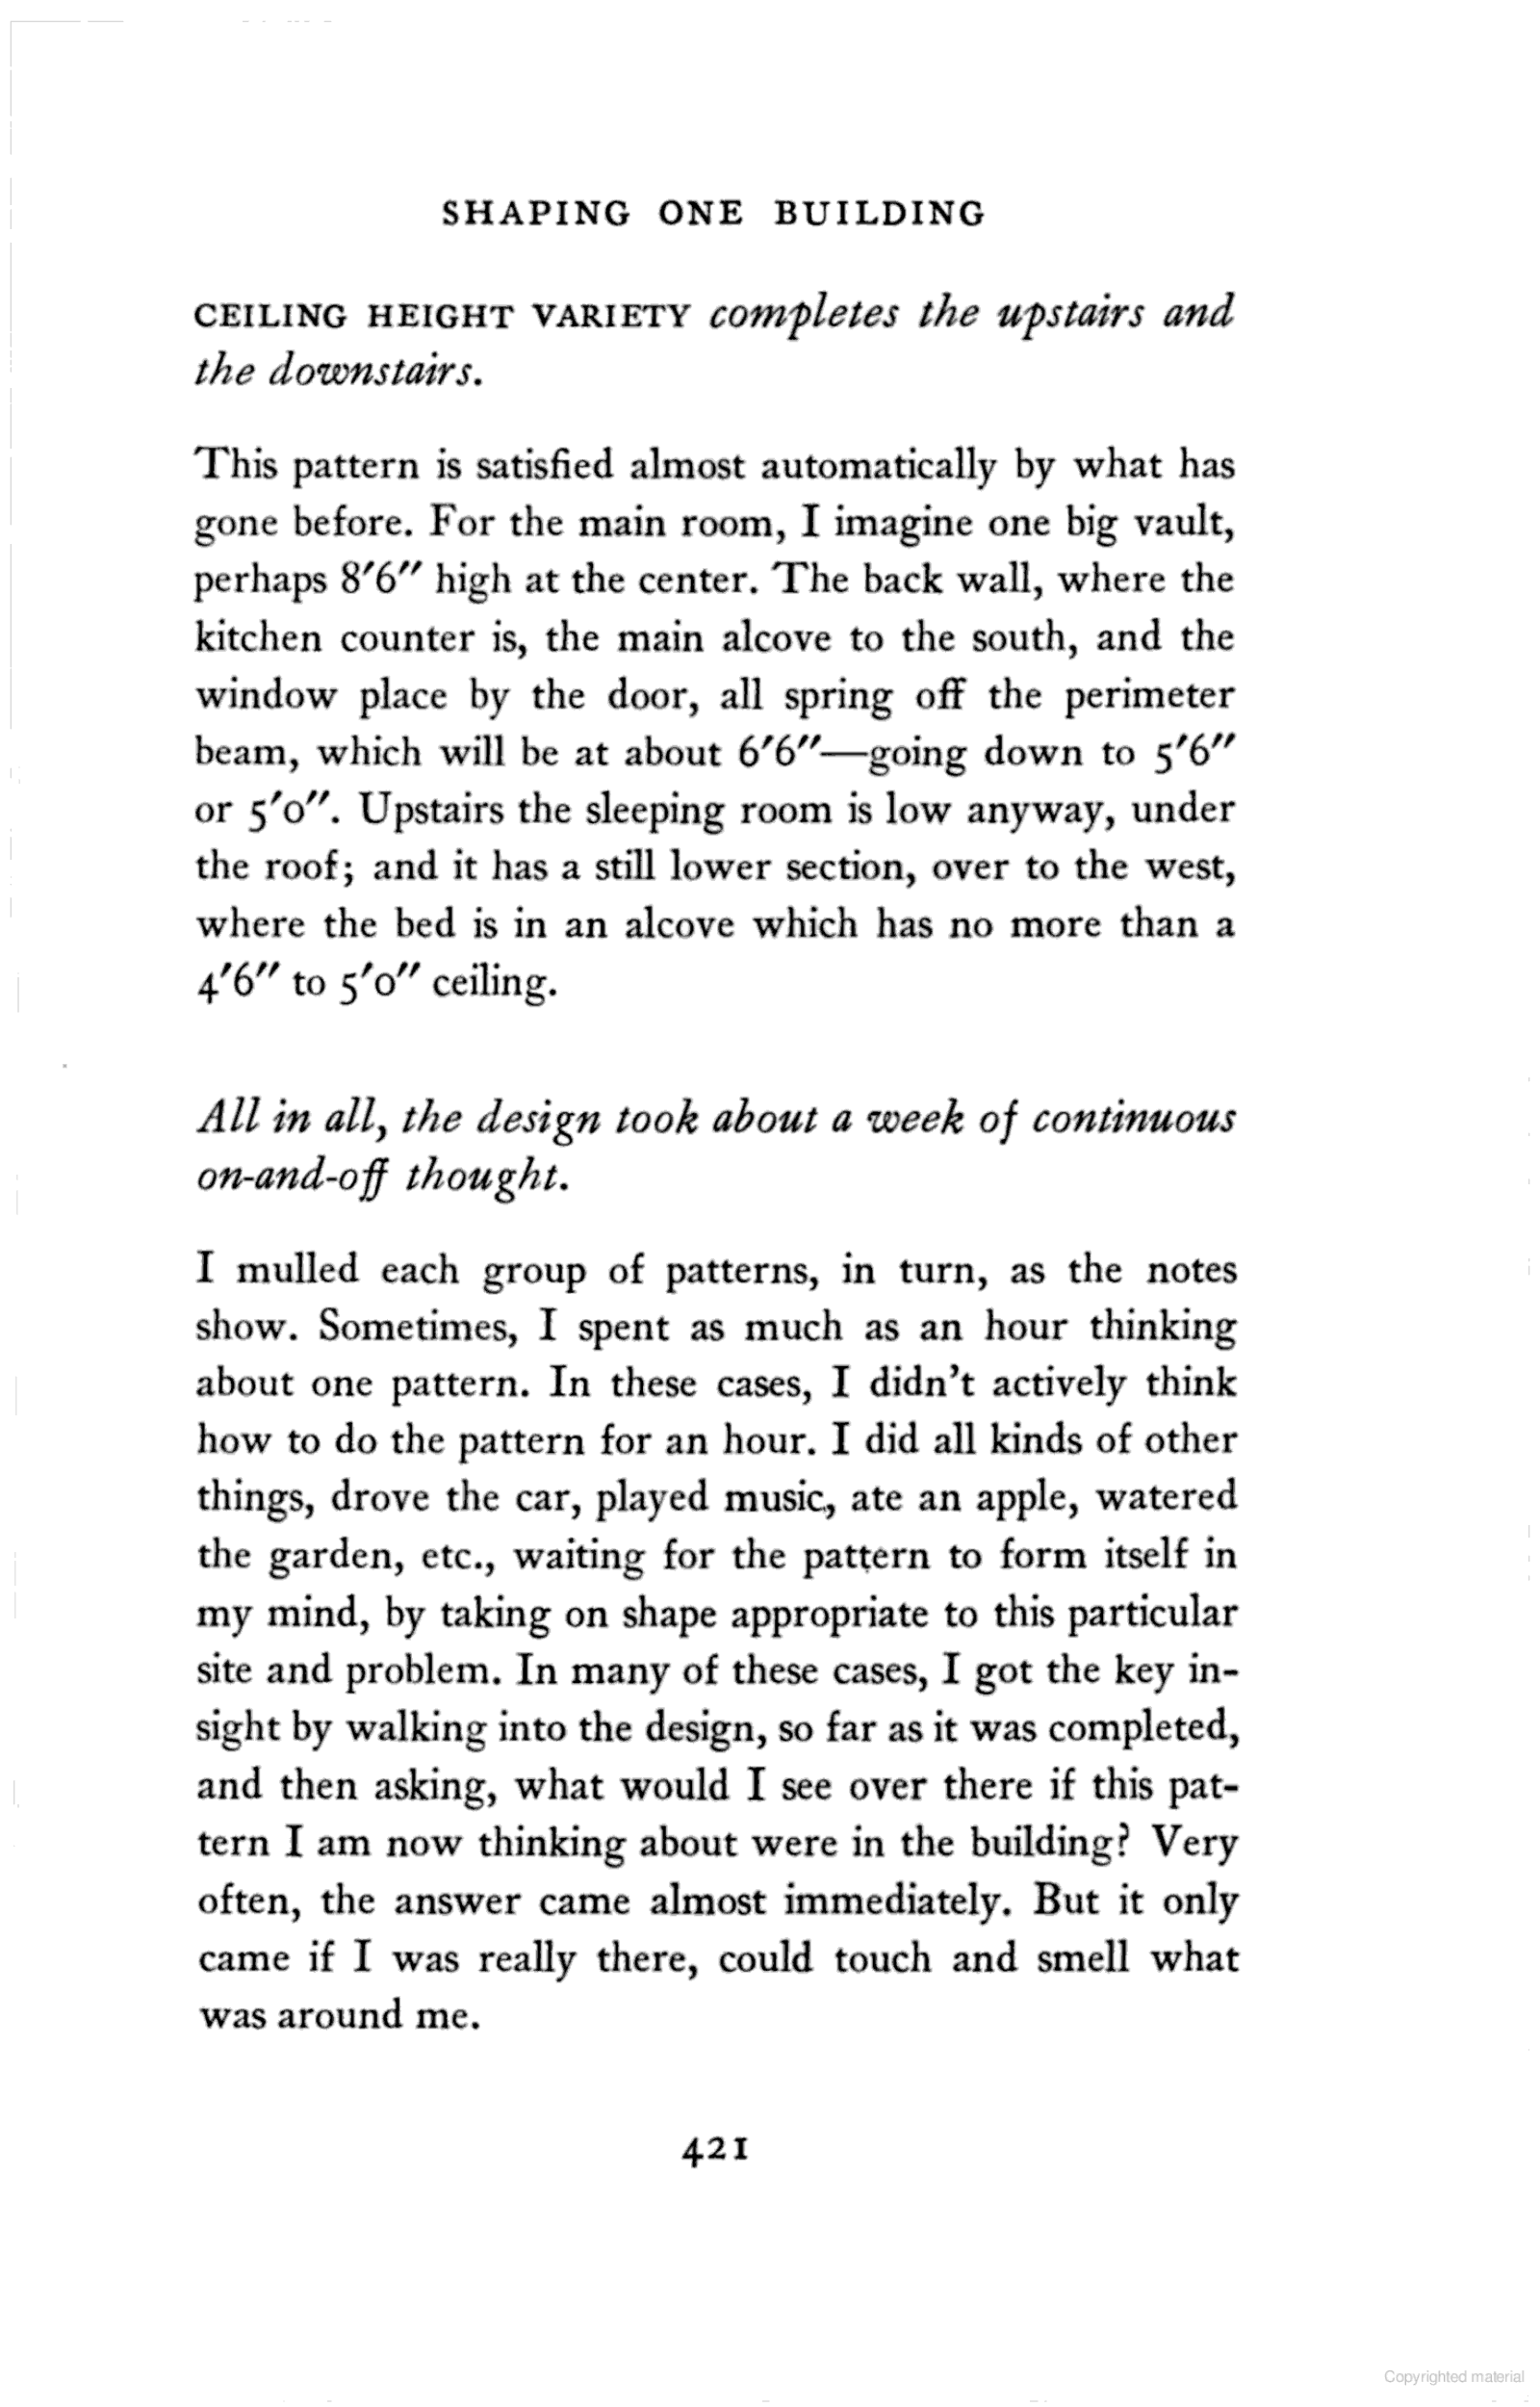 SHAPING ONE BUILDING
CEILING HEIGHT VARIETY completes the upstairs and
the downstairs.
This pattern is satisfied almost automatically by what has
gone before. For the main room, I imagine one big vault,
perhaps 8′6″ high at the center. The back wall, where the
kitchen counter is, the main alcove to the south, and the
window place by the door, all spring off the perimeter
beam, which will be at about 6′6″—going down to 5′6″
or 5′0″. Upstairs the sleeping room is low anyway, under
the roof; and it has a still lower section, over to the west,
where the bed is in an alcove which has no more than a
4′6″ to 5′0″ ceiling.
All in all, the design took about a week of continuous
on-and-off thought.
I mulled each group of patterns, in turn, as the notes
show. Sometimes, I spent as much as an hour thinking
about one pattern. In these cases, I didn't actively think
how to do the pattern for an hour. I did all kinds of other
things, drove the car, played music, ate an apple, watered
the garden, etc., waiting for the pattern to form itself in
my mind, by taking on shape appropriate to this particular
site and problem. In many of these cases, I got the key in-
sight by walking into the design, so far as it was completed,
and then asking, what would I see over there if this pat-
tern I am now thinking about were in the building? Very
often, the answer came almost immediately. But it only
came if I was really there, could touch and smell what
was around me.
421
Copyrighted material